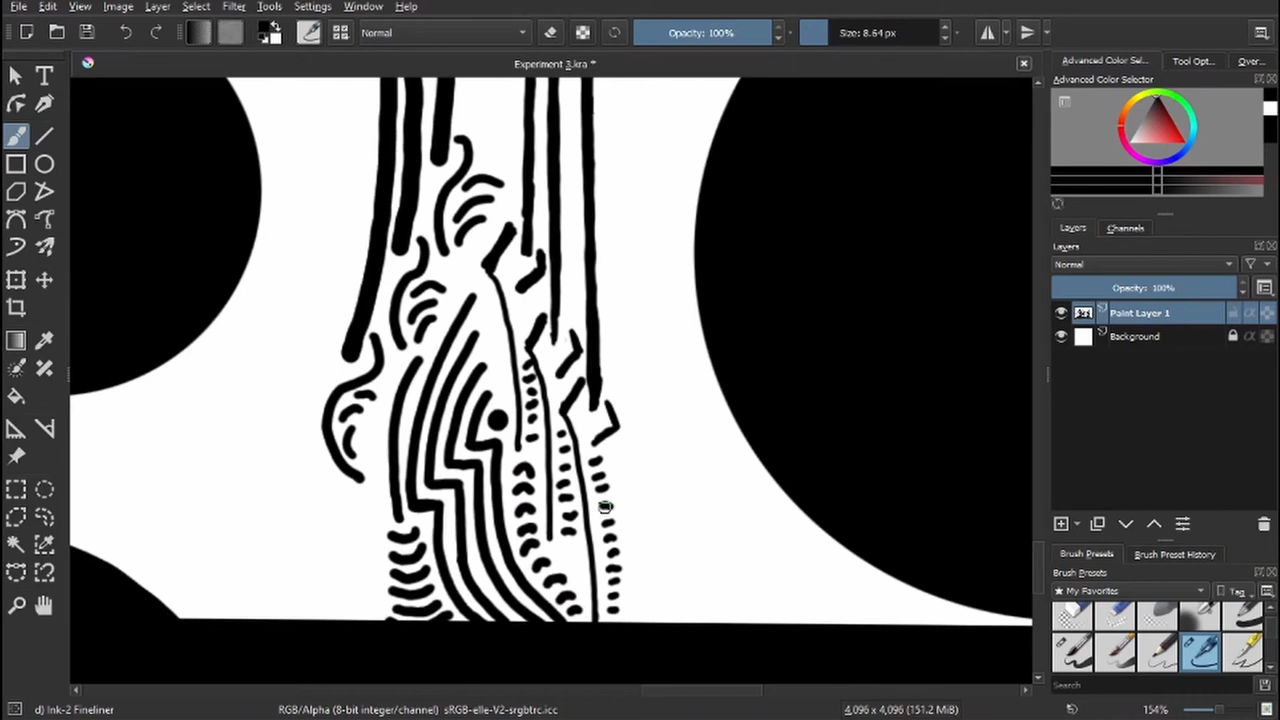 File Edit View Image Layer Select Filter Tools Settings Window Help
Normal Opacity: 100% Size: 8.64 px
Experiment 3.kra *
Advanced Color Sel... Tool Opt... Over...
Advanced Color Selector
Layers Channels
Layers
Normal
Opacity: 100%
Paint Layer 1
Background
Brush Presets Brush Preset History
Brush Presets
My Favorites Tag
Search
d) Ink-2 Fineliner RGB/Alpha (8-bit integer/channel) sRGB-elle-V2-srgbtrc.icc 4,096 x 4,096 (151.2 MiB) 154%